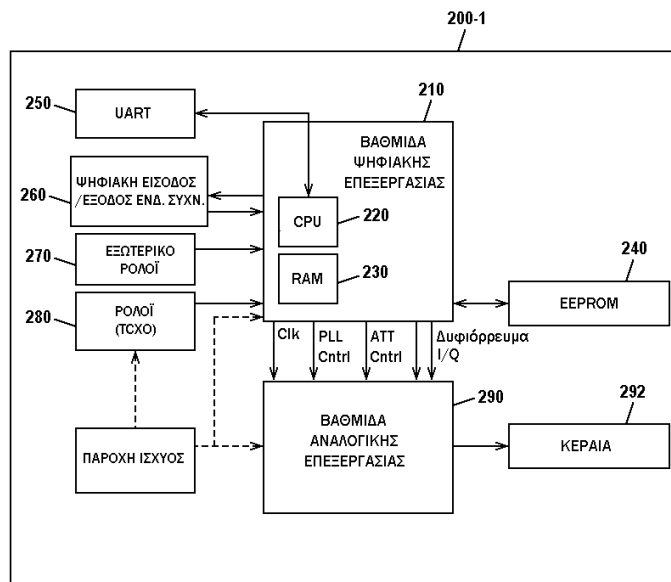 200-1
250
UART
210
ΒΑΘΜΙΔΑ
ΨΗΦΙΑΚΗΣ
ΕΠΕΞΕΡΓΑΣΙΑΣ
260
ΨΗΦΙΑΚΗ ΕΙΣΟΔΟΣ
/ΕΞΟΔΟΣ ΕΝΔ. ΣΥΧΝ.
CPU
220
270
ΕΞΩΤΕΡΙΚΟ
ΡΟΛΟΪ
RAM
230
240
EEPROM
280
ΡΟΛΟΪ
(TCXO)
Clk
PLL
Cntrl
ATT
Cntrl
Δυφιόρρευμα
I/Q
290
ΒΑΘΜΙΔΑ
ΑΝΑΛΟΓΙΚΗΣ
ΕΠΕΞΕΡΓΑΣΙΑΣ
292
ΚΕΡΑΙΑ
ΠΑΡΟΧΗ ΙΣΧΥΟΣ